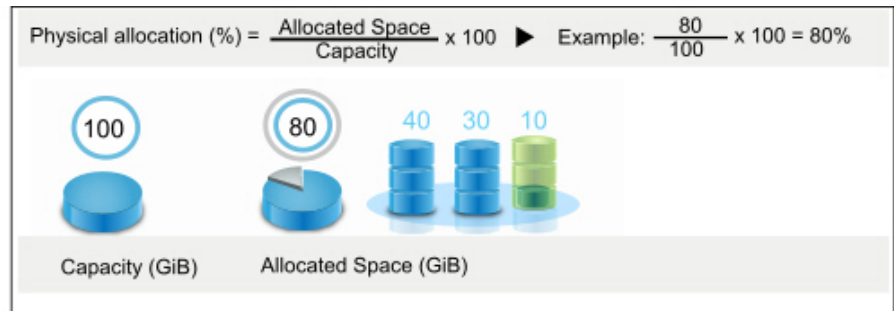 Physical allocation (%) = Allocated Space / Capacity x 100 ▶ Example: 80 / 100 x 100 = 80%
100 80 40 30 10
Capacity (GiB) Allocated Space (GiB)